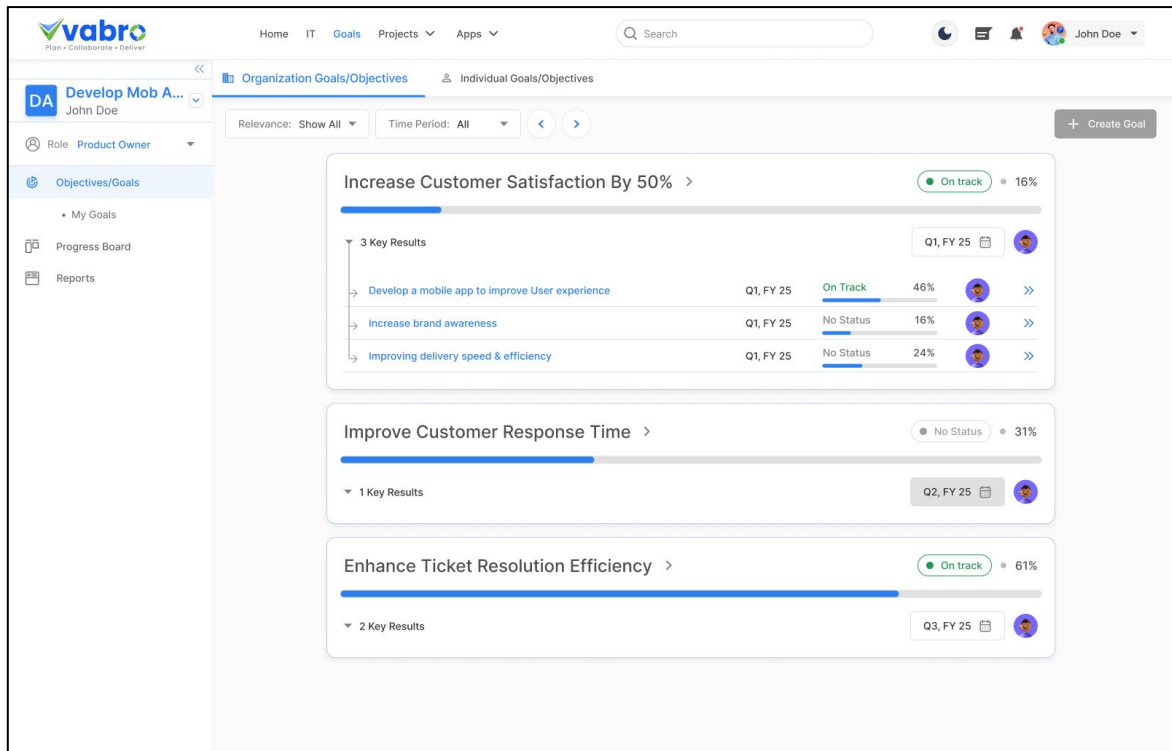 vabro
Plan • Collaborate • Deliver
Home IT Goals Projects Apps Search John Doe
DA Develop Mob A...
John Doe
Role Product Owner
Objectives/Goals
• My Goals
Progress Board
Reports
Organization Goals/Objectives Individual Goals/Objectives
Relevance: Show All Time Period: All + Create Goal
Increase Customer Satisfaction By 50% > On track 16%
3 Key Results Q1, FY 25
Develop a mobile app to improve User experience Q1, FY 25 On Track 46%
Increase brand awareness Q1, FY 25 No Status 16%
Improving delivery speed & efficiency Q1, FY 25 No Status 24%
Improve Customer Response Time > No Status 31%
1 Key Results Q2, FY 25
Enhance Ticket Resolution Efficiency > On track 61%
2 Key Results Q3, FY 25